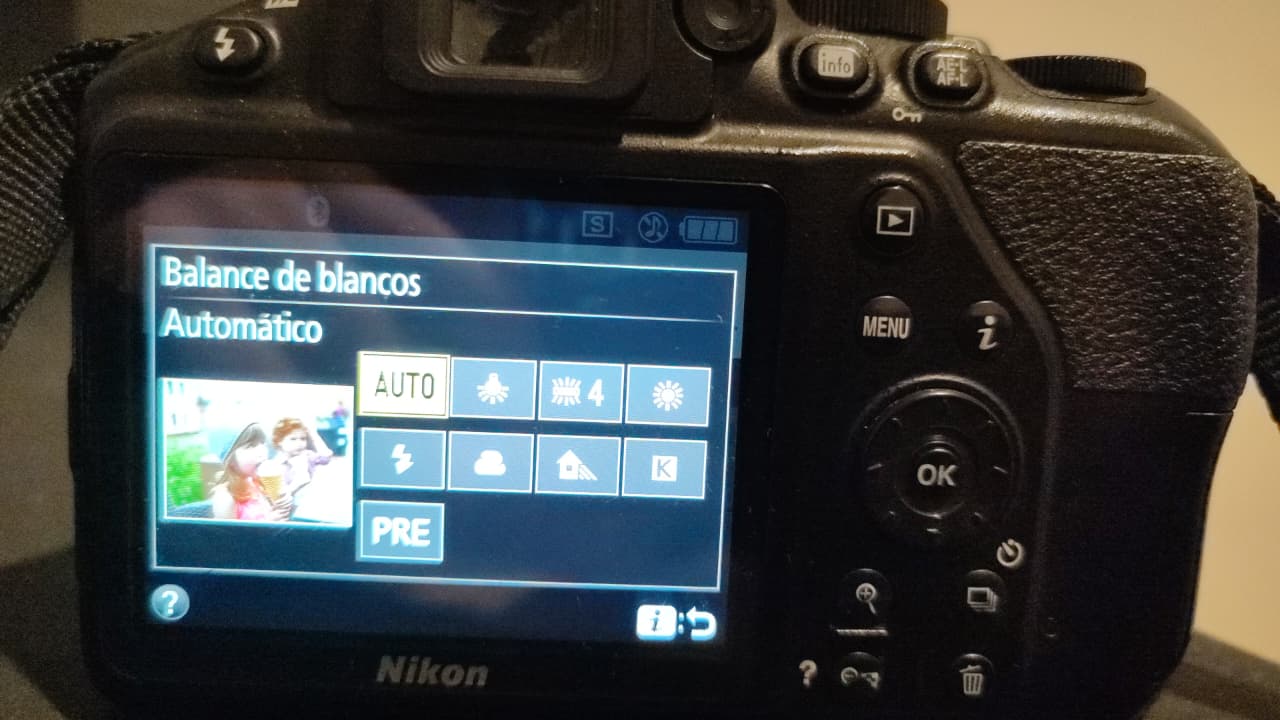 info
AE-L
AF-L
S
Balance de blancos
Automático
AUTO
4
K
PRE
MENU
i
OK
?
i
?
Nikon